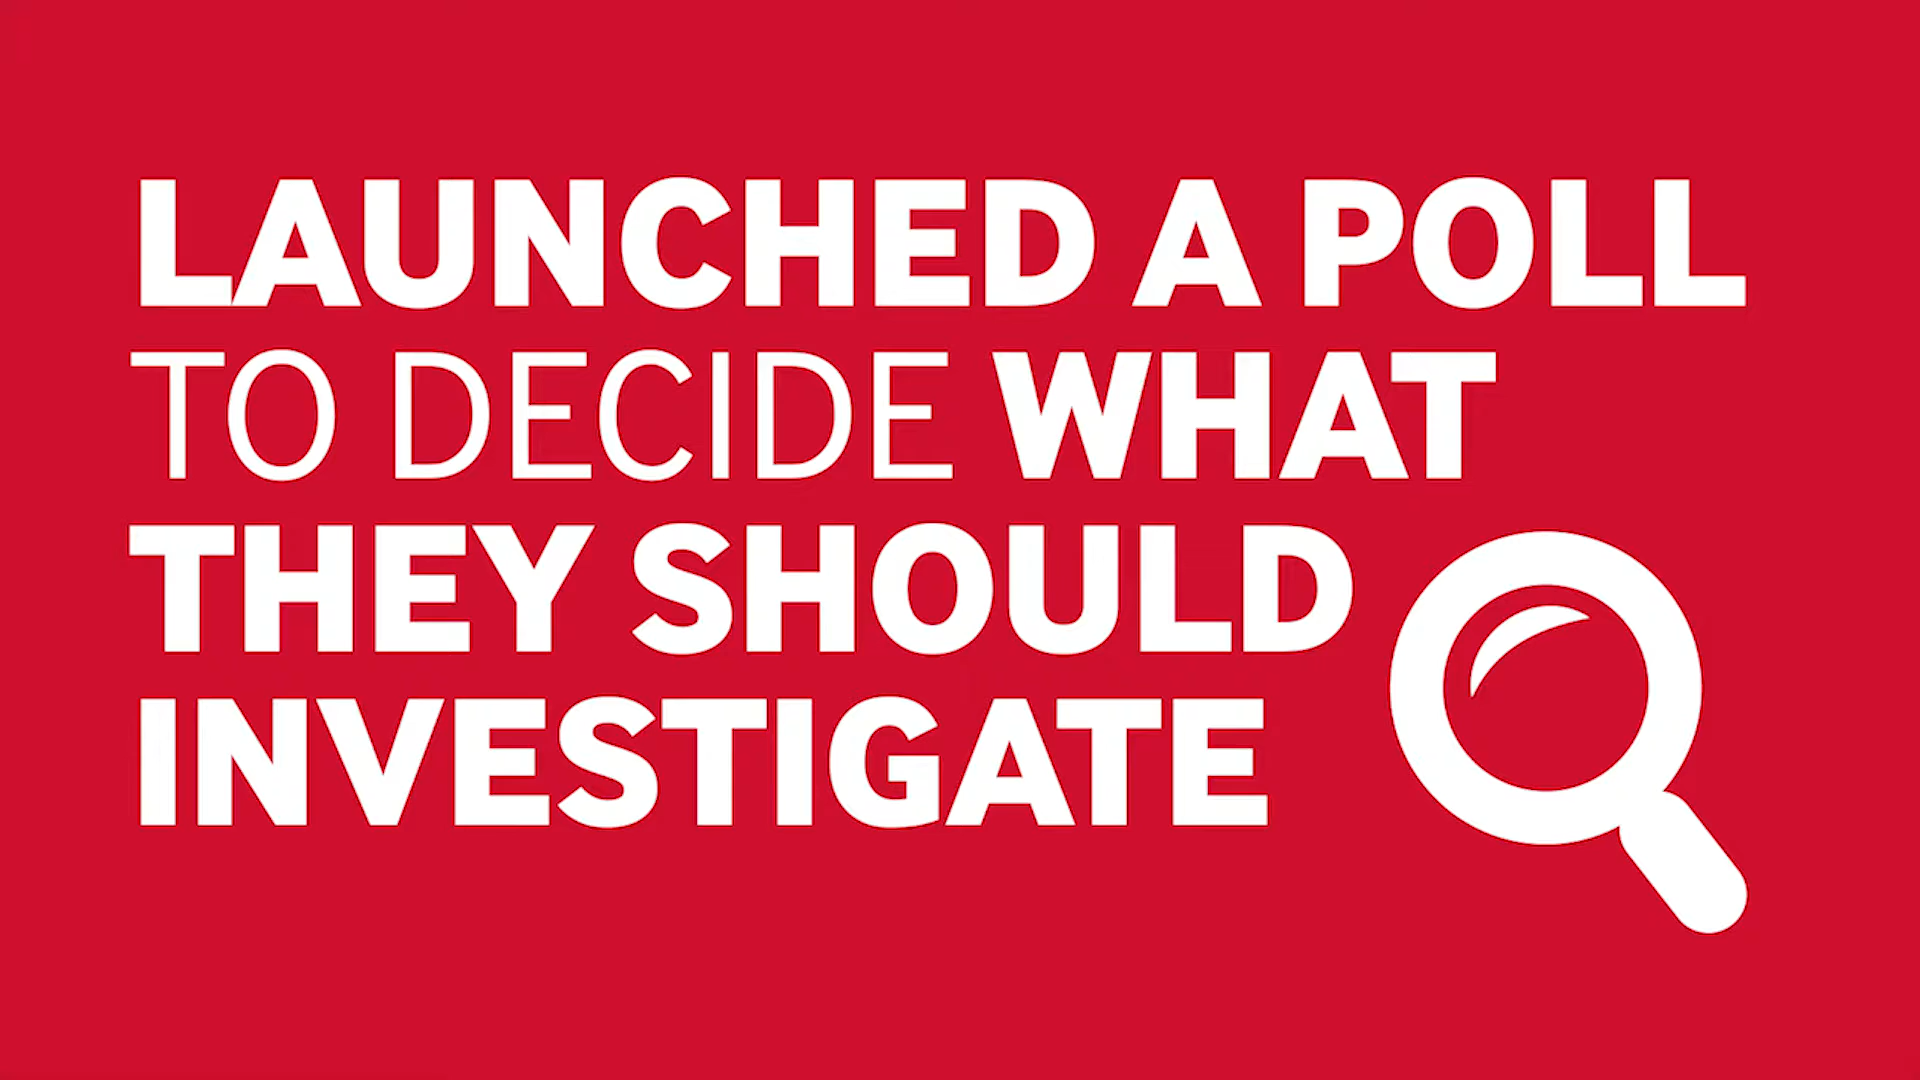 LAUNCHED A POLL
TO DECIDE WHAT
THEY SHOULD
INVESTIGATE